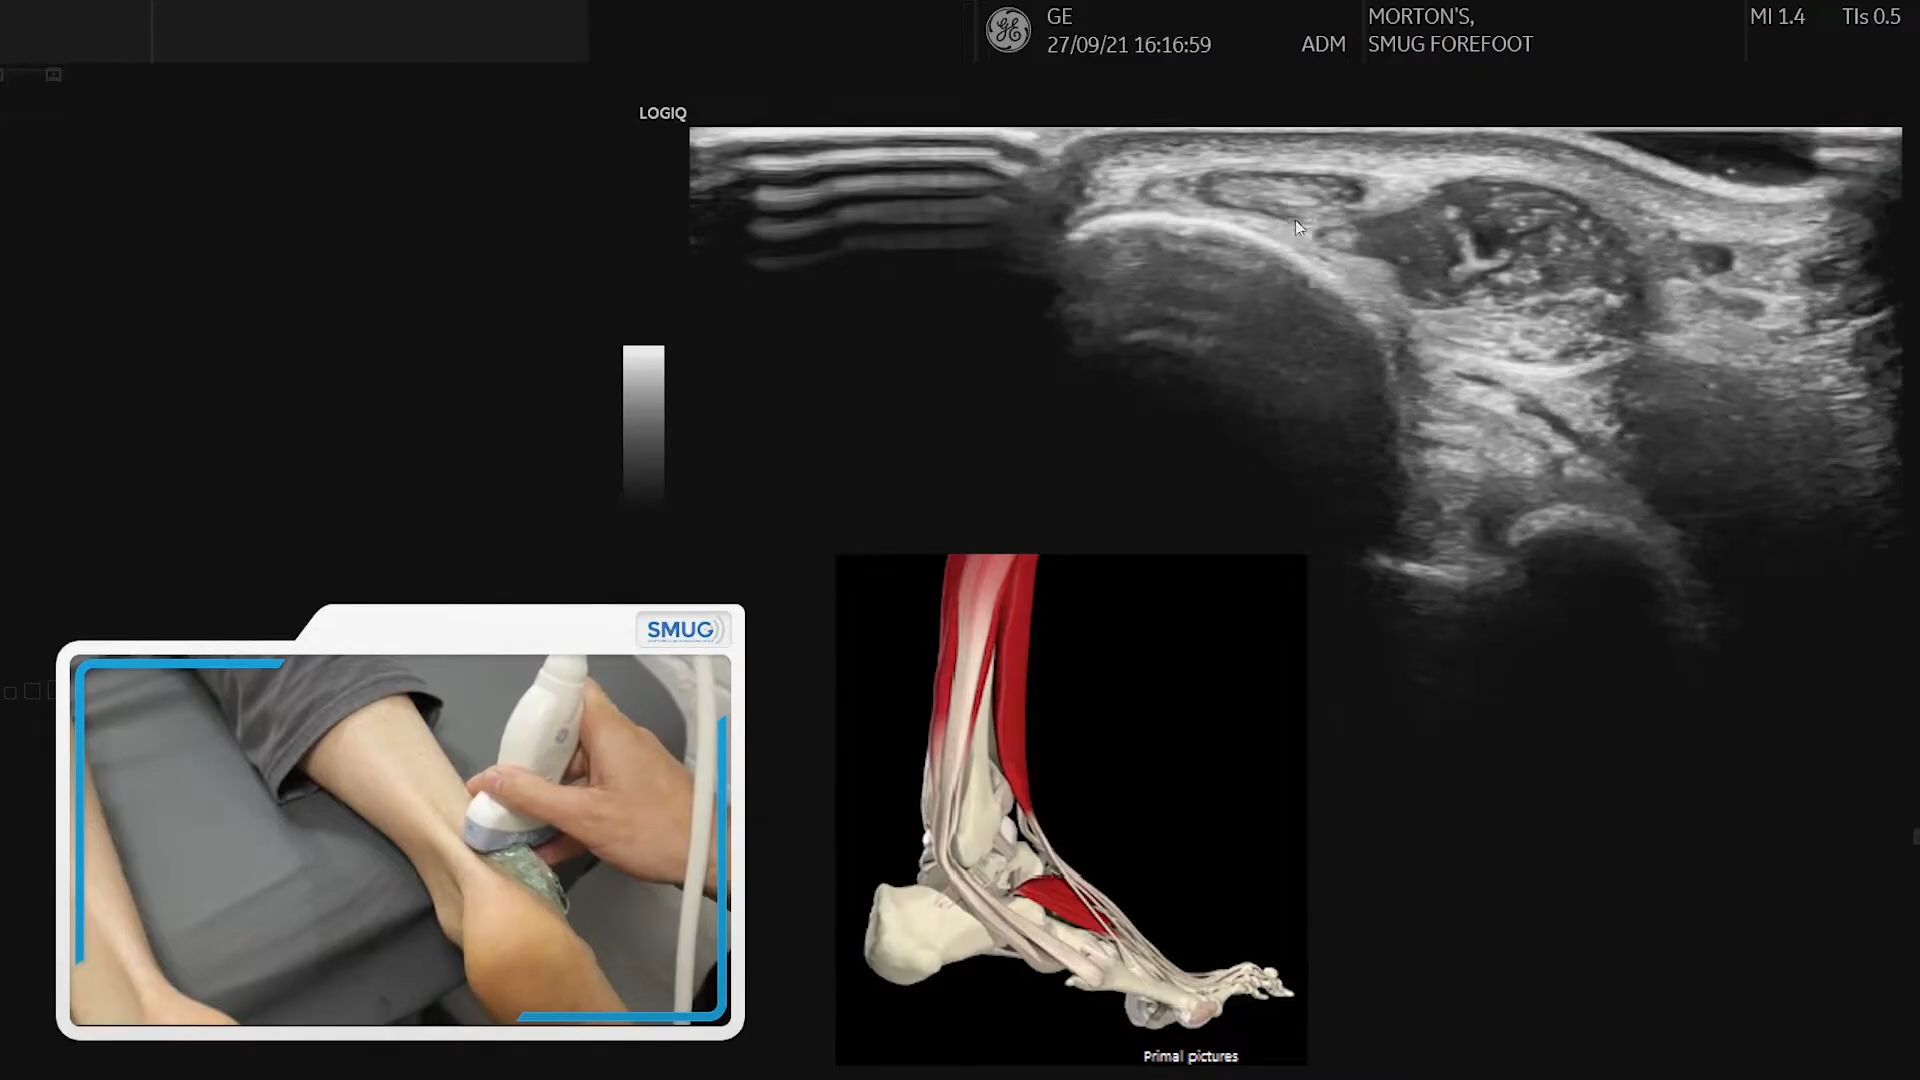 GE
27/09/21 16:16:59
ADM
MORTON'S,
SMUG FOREFOOT
MI 1.4
TIs 0.5
LOGIQ
SMUG
Primal pictures